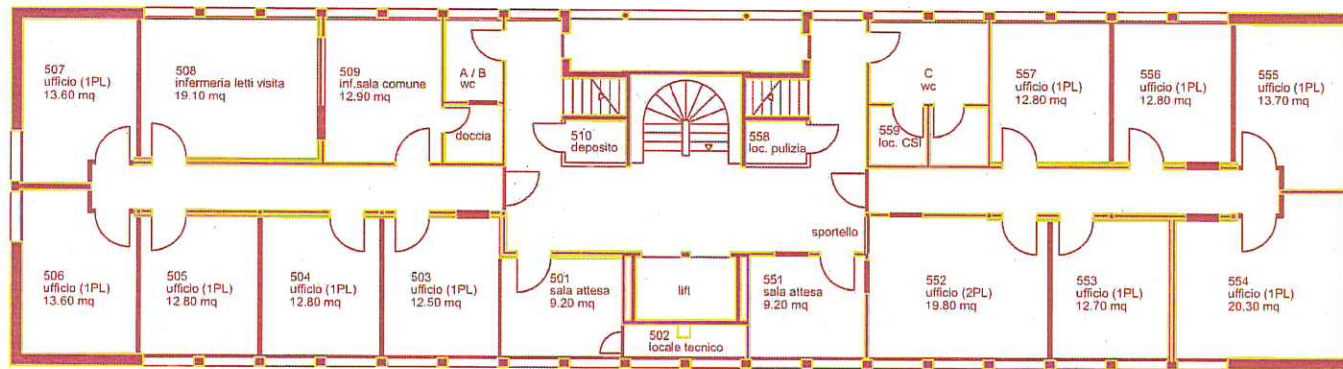 507
ufficio (1PL)
13.60 mq
508
infermeria letti visita
19.10 mq
509
inf.sala comune
12.90 mq
A / B
wc
doccia
510
deposito
558
loc. pulizia
C
wc
559
loc. CSI
557
ufficio (1PL)
12.80 mq
556
ufficio (1PL)
12.80 mq
555
ufficio (1PL)
13.70 mq
sportello
506
ufficio (1PL)
13.60 mq
505
ufficio (1PL)
12.80 mq
504
ufficio (1PL)
12.80 mq
503
ufficio (1PL)
12.50 mq
501
sala attesa
9.20 mq
lift
502
locale tecnico
551
sala attesa
9.20 mq
552
ufficio (2PL)
19.80 mq
553
ufficio (1PL)
12.70 mq
554
ufficio (1PL)
20.30 mq